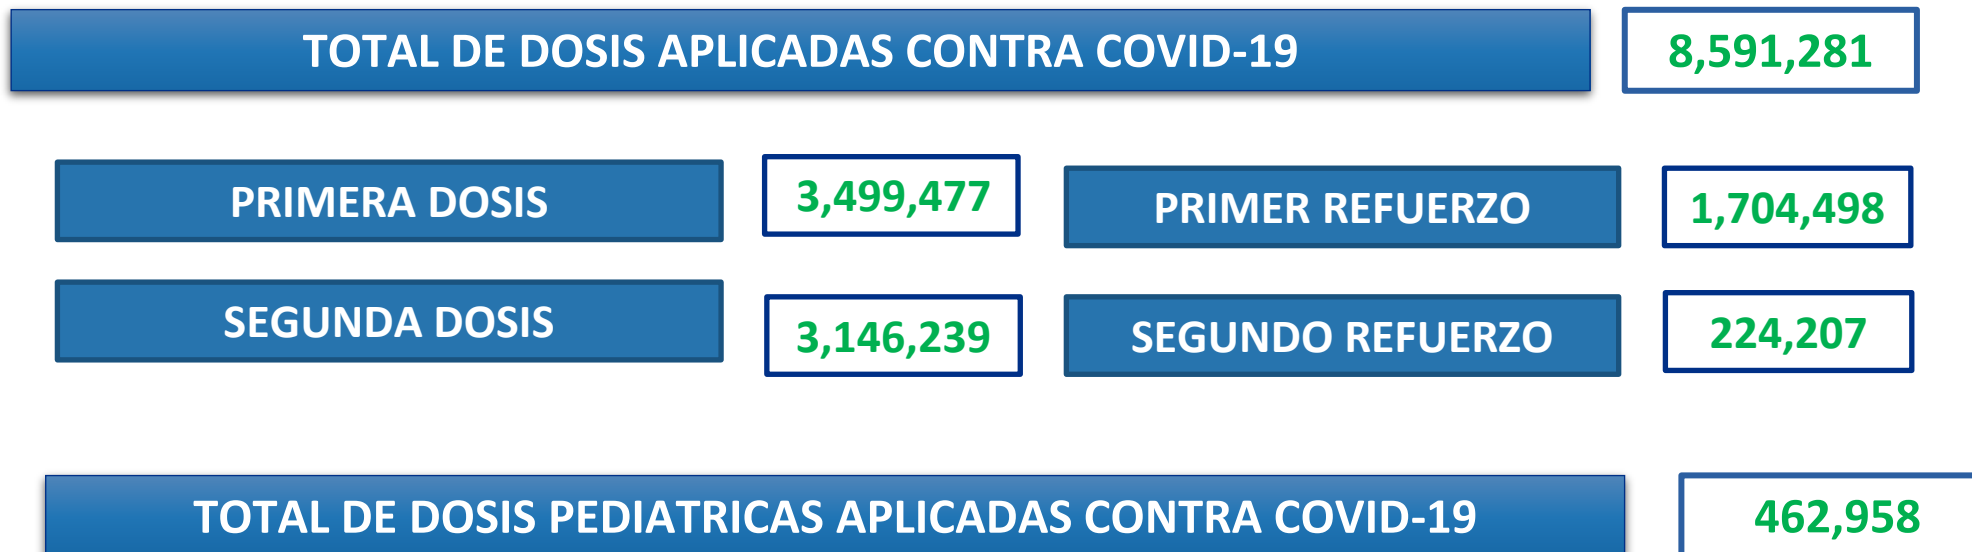 TOTAL DE DOSIS APLICADAS CONTRA COVID-19 8,591,281
PRIMERA DOSIS 3,499,477 PRIMER REFUERZO 1,704,498
SEGUNDA DOSIS 3,146,239 SEGUNDO REFUERZO 224,207
TOTAL DE DOSIS PEDIATRICAS APLICADAS CONTRA COVID-19 462,958